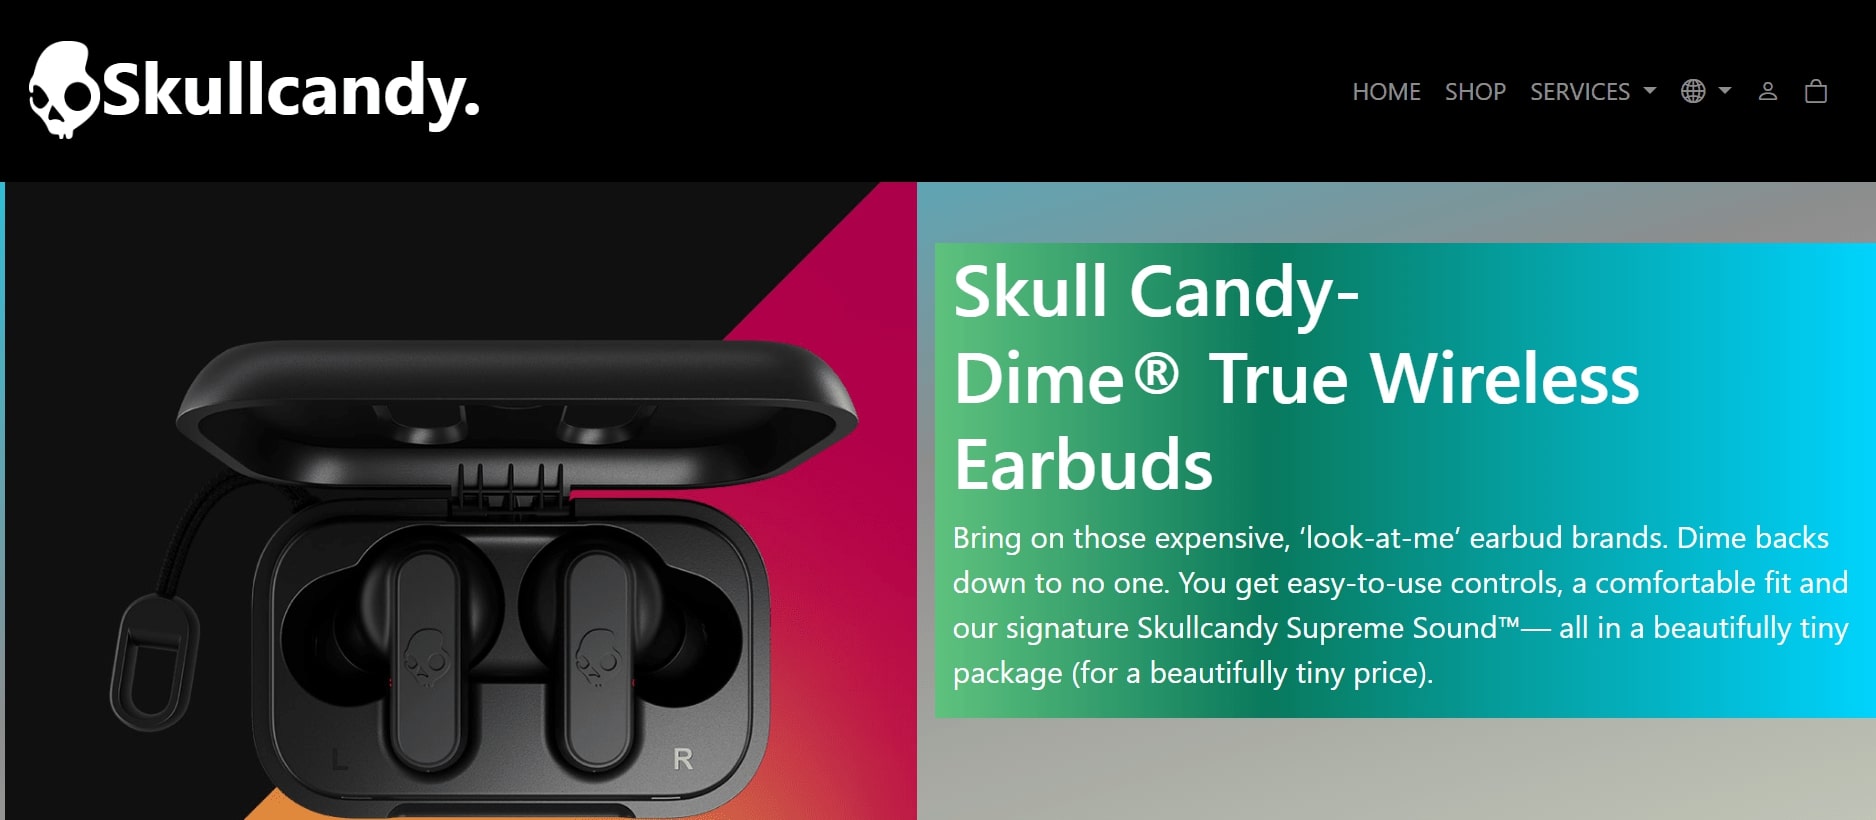 Skullcandy.
HOME SHOP SERVICES
Skull Candy-
Dime® True Wireless
Earbuds
Bring on those expensive, ‘look-at-me’ earbud brands. Dime backs
down to no one. You get easy-to-use controls, a comfortable fit and
our signature Skullcandy Supreme Sound™— all in a beautifully tiny
package (for a beautifully tiny price).
L R